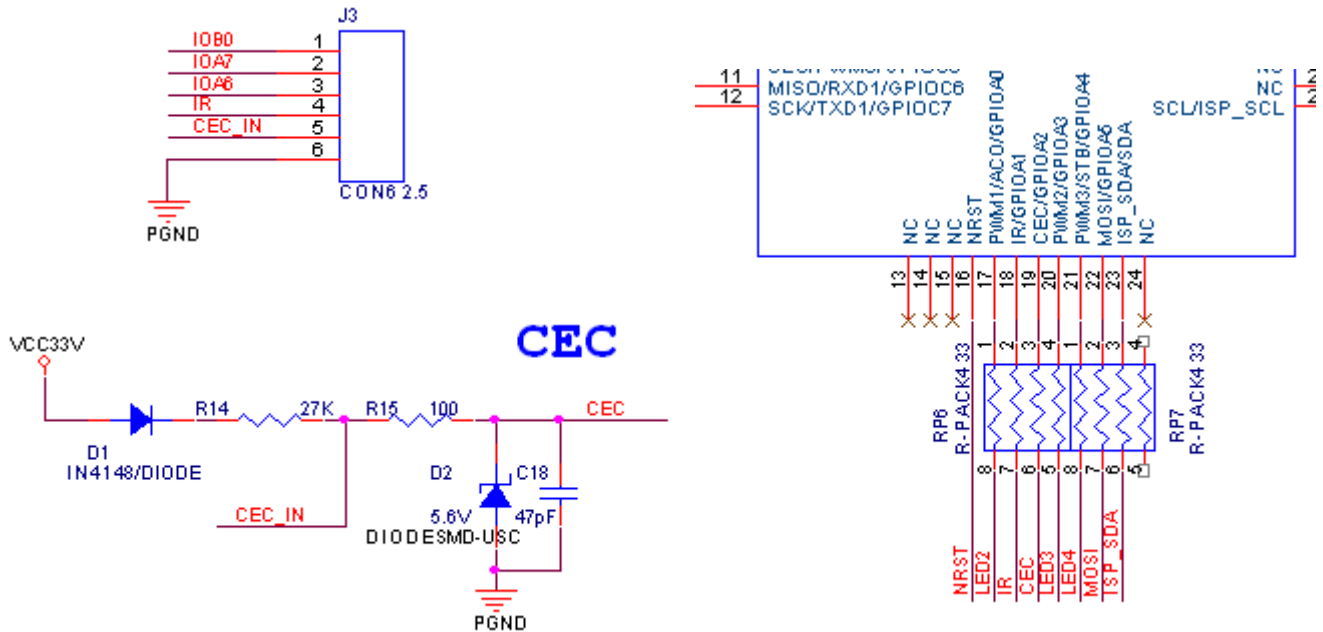 J3
IOB0 1
IOA7 2
IOA6 3
IR 4
CEC_IN 5
6
CON6 2.5
PGND
11
12
MISO/RXD1/GPIOC6
SCK/TXD1/GPIOC7
NC
SCL/ISP_SCL
NC
NC
NC
NRST
PWM1/ACO/GPIOA0
IR/GPIOA1
CEC/GPIOA2
PWM2/GPIOA3
PWM3/STB/GPIOA4
MOSI/GPIOA5
ISP_SDA/SDA
NC
13
14
15
16
17
18
19
20
21
22
23
24
1
2
3
4
1
2
3
4
RP6
R-PACK4 33
RP7
R-PACK4 33
8
7
6
5
8
7
6
5
NRST
LED2
IR
CEC
LED3
LED4
MOSI
ISP_SDA
CEC
VCC33V
R14 27K R15 100 CEC
D1
IN4148/DIODE
CEC_IN
D2 C18
5.6V 47pF
DIODESMD-USC
PGND